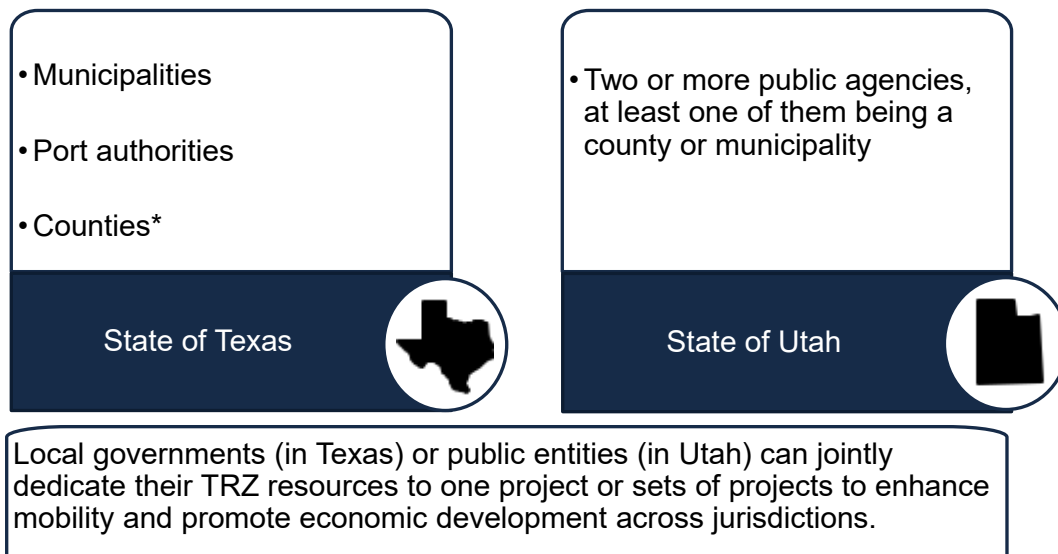 • Municipalities
• Port authorities
• Counties*
State of Texas
• Two or more public agencies,
at least one of them being a
county or municipality
State of Utah
Local governments (in Texas) or public entities (in Utah) can jointly
dedicate their TRZ resources to one project or sets of projects to enhance
mobility and promote economic development across jurisdictions.